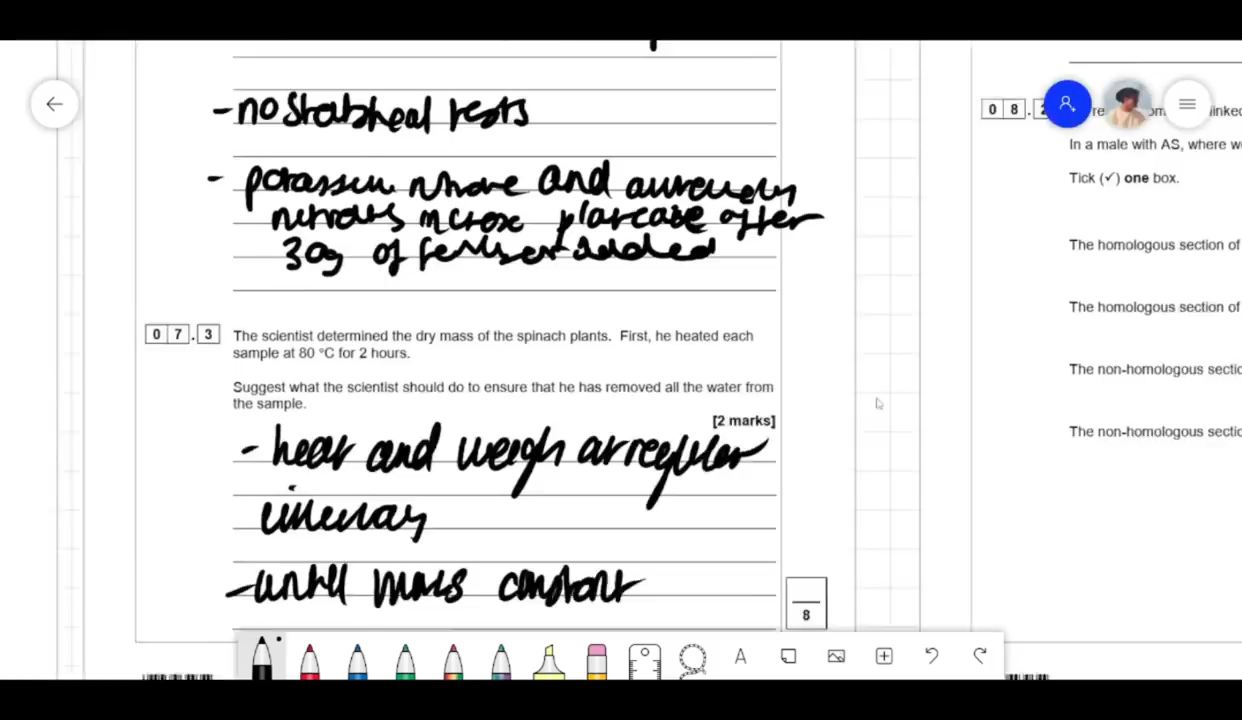 - no statstical tests
- potassium nitrate and ammonium
nitrate increase plateau after
30g of fertliser added
0 8 . 2
linked
In a male with AS, where we
Tick (✓) one box.
The homologous section of
The homologous section of
The non-homologous sectio
The non-homologous sectio
0 7 . 3 The scientist determined the dry mass of the spinach plants. First, he heated each
sample at 80 °C for 2 hours.
Suggest what the scientist should do to ensure that he has removed all the water from
the sample.
[2 marks]
- heat and weigh at regular
intervals
- until mass constant
8
A